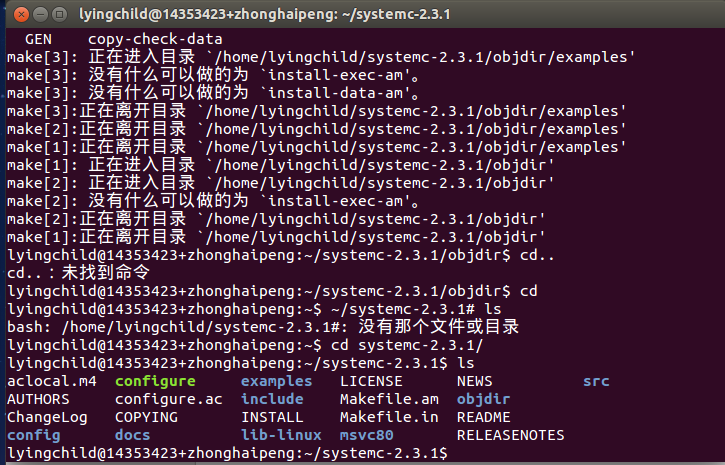 lyingchild@14353423+zhonghaipeng: ~/systemc-2.3.1
GEN copy-check-data
make[3]: 正在进入目录 `/home/lyingchild/systemc-2.3.1/objdir/examples'
make[3]: 没有什么可以做的为 `install-exec-am'。
make[3]: 没有什么可以做的为 `install-data-am'。
make[3]:正在离开目录 `/home/lyingchild/systemc-2.3.1/objdir/examples'
make[2]:正在离开目录 `/home/lyingchild/systemc-2.3.1/objdir/examples'
make[1]:正在离开目录 `/home/lyingchild/systemc-2.3.1/objdir/examples'
make[1]: 正在进入目录 `/home/lyingchild/systemc-2.3.1/objdir'
make[2]: 正在进入目录 `/home/lyingchild/systemc-2.3.1/objdir'
make[2]: 没有什么可以做的为 `install-exec-am'。
make[2]:正在离开目录 `/home/lyingchild/systemc-2.3.1/objdir'
make[1]:正在离开目录 `/home/lyingchild/systemc-2.3.1/objdir'
lyingchild@14353423+zhonghaipeng:~/systemc-2.3.1/objdir$ cd..
cd..：未找到命令
lyingchild@14353423+zhonghaipeng:~/systemc-2.3.1/objdir$ cd
lyingchild@14353423+zhonghaipeng:~$ ~/systemc-2.3.1# ls
bash: /home/lyingchild/systemc-2.3.1#: 没有那个文件或目录
lyingchild@14353423+zhonghaipeng:~$ cd systemc-2.3.1/
lyingchild@14353423+zhonghaipeng:~/systemc-2.3.1$ ls
aclocal.m4 configure examples LICENSE NEWS src
AUTHORS configure.ac include Makefile.am objdir
ChangeLog COPYING INSTALL Makefile.in README
config docs lib-linux msvc80 RELEASENOTES
lyingchild@14353423+zhonghaipeng:~/systemc-2.3.1$